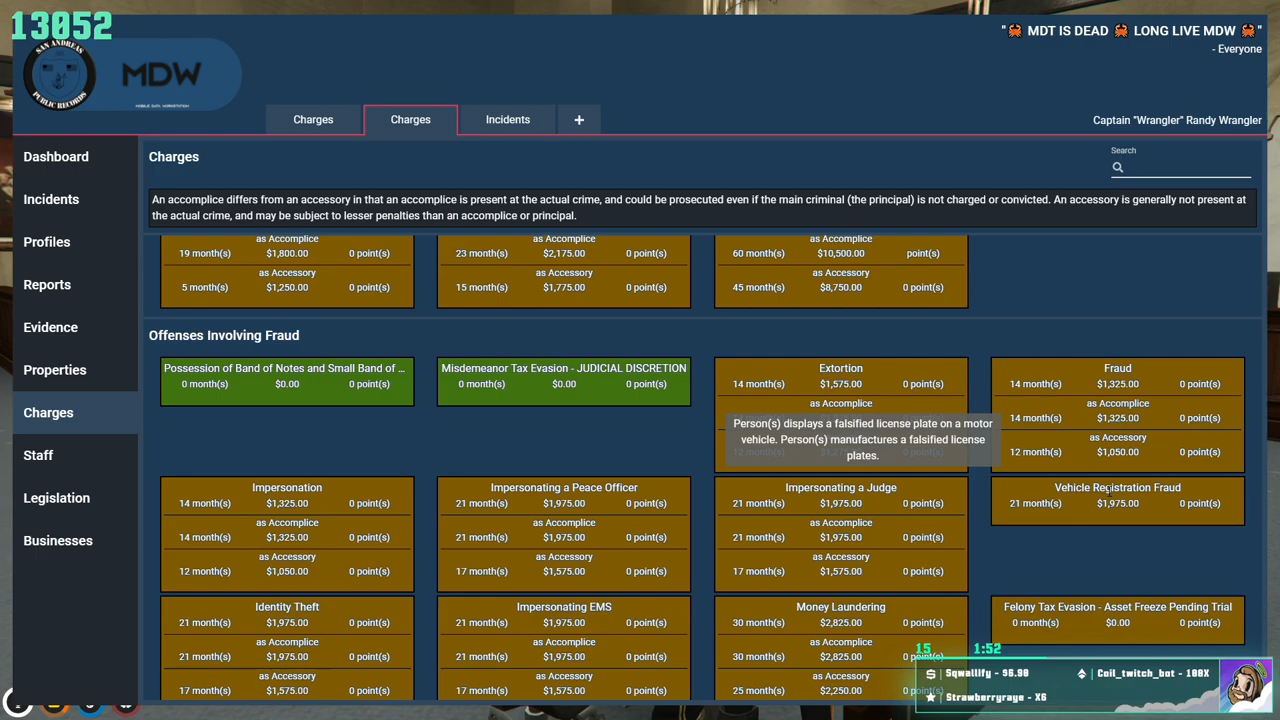 13052
SAN ANDREAS
PUBLIC RECORDS
MDW
MOBILE DATA WORKSTATION
" 🦀 MDT IS DEAD 🦀 LONG LIVE MDW 🦀 "
- Everyone
Charges
Charges
Incidents
+
Captain "Wrangler" Randy Wrangler
Dashboard
Incidents
Profiles
Reports
Evidence
Properties
Charges
Staff
Legislation
Businesses
Charges
Search
An accomplice differs from an accessory in that an accomplice is present at the actual crime, and could be prosecuted even if the main criminal (the principal) is not charged or convicted. An accessory is generally not present at
the actual crime, and may be subject to lesser penalties than an accomplice or principal.
as Accomplice
19 month(s) $1,800.00 0 point(s)
as Accessory
5 month(s) $1,250.00 0 point(s)
as Accomplice
23 month(s) $2,175.00 0 point(s)
as Accessory
15 month(s) $1,775.00 0 point(s)
as Accomplice
60 month(s) $10,500.00 point(s)
as Accessory
45 month(s) $8,750.00 0 point(s)
Offenses Involving Fraud
Possession of Band of Notes and Small Band of ...
0 month(s) $0.00 0 point(s)
Misdemeanor Tax Evasion - JUDICIAL DISCRETION
0 month(s) $0.00 0 point(s)
Extortion
14 month(s) $1,575.00 0 point(s)
as Accomplice
Person(s) displays a falsified license plate on a motor
vehicle. Person(s) manufactures a falsified license
plates.
Fraud
14 month(s) $1,325.00 0 point(s)
as Accomplice
14 month(s) $1,325.00 0 point(s)
as Accessory
12 month(s) $1,050.00 0 point(s)
Impersonation
14 month(s) $1,325.00 0 point(s)
as Accomplice
14 month(s) $1,325.00 0 point(s)
as Accessory
12 month(s) $1,050.00 0 point(s)
Impersonating a Peace Officer
21 month(s) $1,975.00 0 point(s)
as Accomplice
21 month(s) $1,975.00 0 point(s)
as Accessory
17 month(s) $1,575.00 0 point(s)
Impersonating a Judge
21 month(s) $1,975.00 0 point(s)
as Accomplice
21 month(s) $1,975.00 0 point(s)
as Accessory
17 month(s) $1,575.00 0 point(s)
Vehicle Registration Fraud
21 month(s) $1,975.00 0 point(s)
Identity Theft
21 month(s) $1,975.00 0 point(s)
as Accomplice
21 month(s) $1,975.00 0 point(s)
as Accessory
17 month(s) $1,575.00 0 point(s)
Impersonating EMS
21 month(s) $1,975.00 0 point(s)
as Accomplice
21 month(s) $1,975.00 0 point(s)
as Accessory
17 month(s) $1,575.00 0 point(s)
Money Laundering
30 month(s) $2,825.00 0 point(s)
as Accomplice
30 month(s) $2,825.00 0 point(s)
as Accessory
25 month(s) $2,250.00 0 point(s)
Felony Tax Evasion - Asset Freeze Pending Trial
0 month(s) $0.00 0 point(s)
15 1:52
Sqwallify - $6.99
Coil_twitch_bot - 100X
Strawberryraye - X6